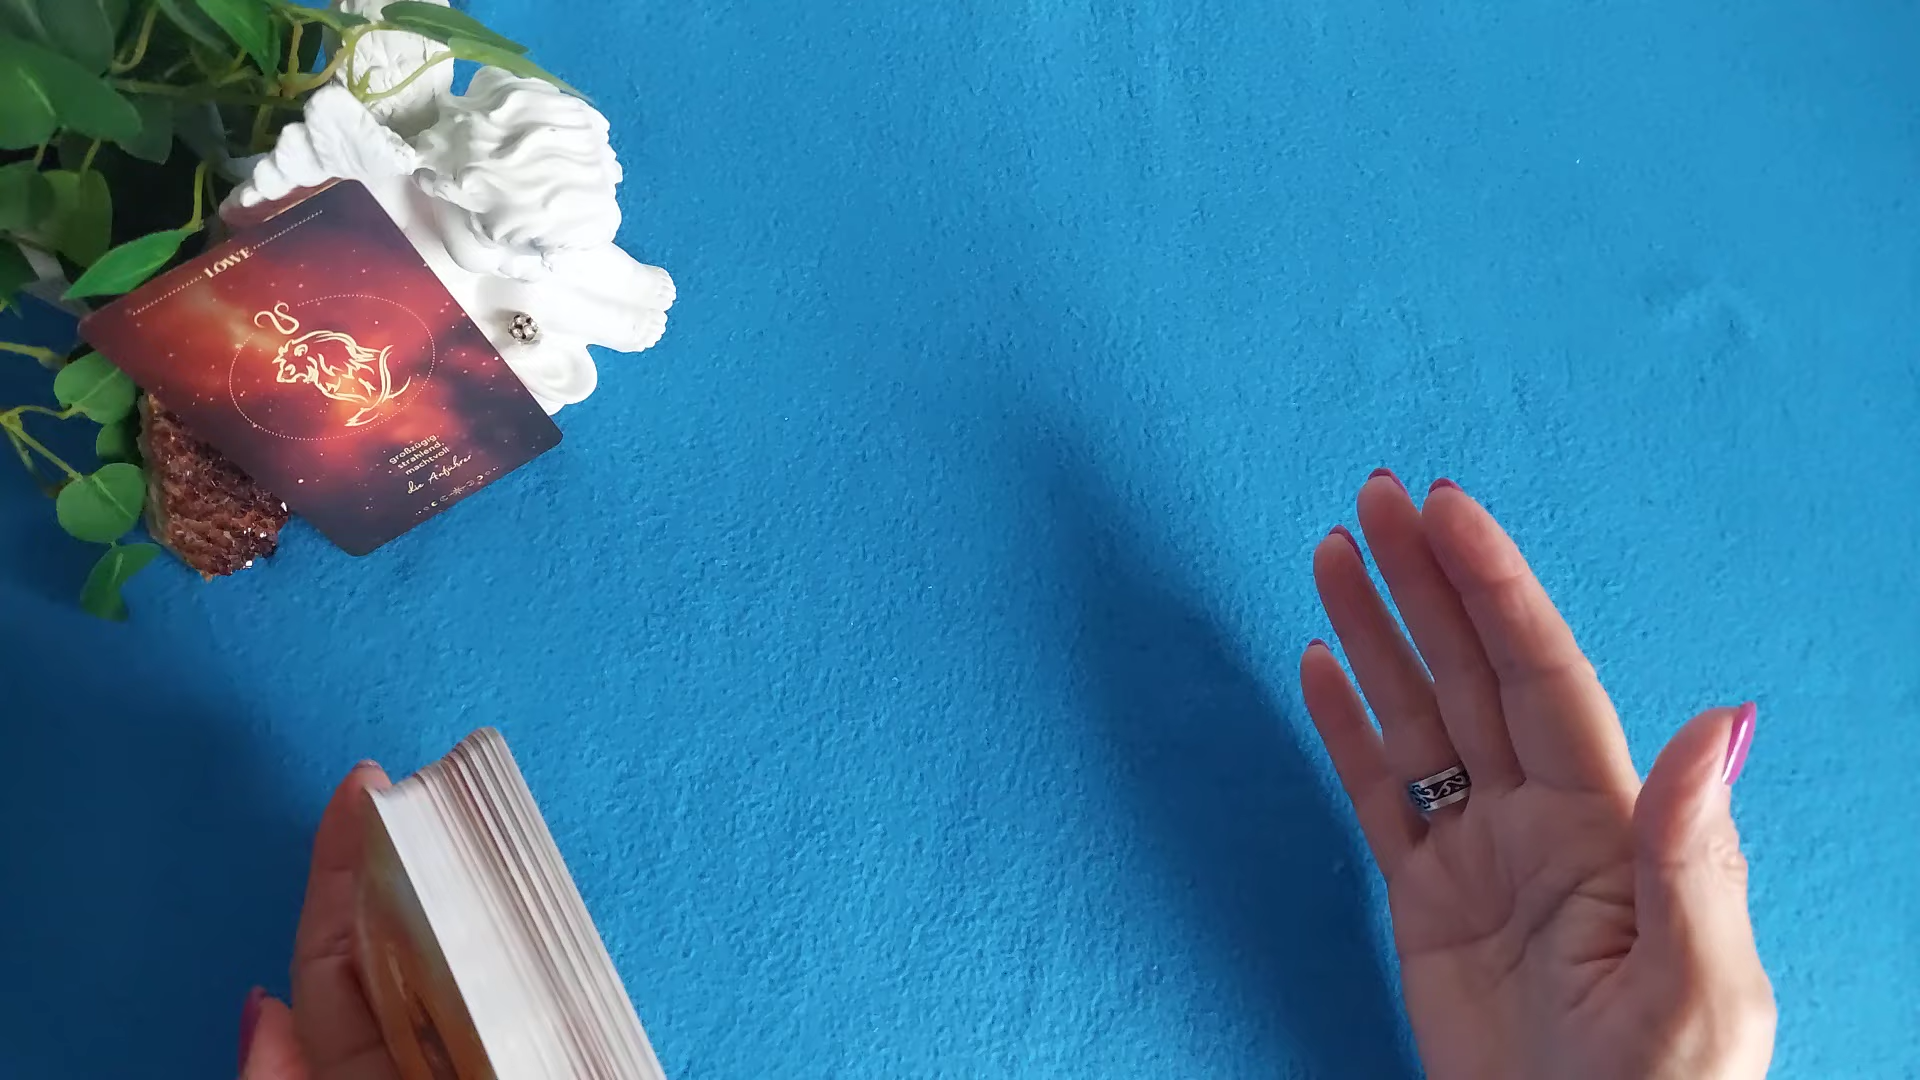 LÖWE
großzügig,
strahlend,
machtvoll
die Anführer